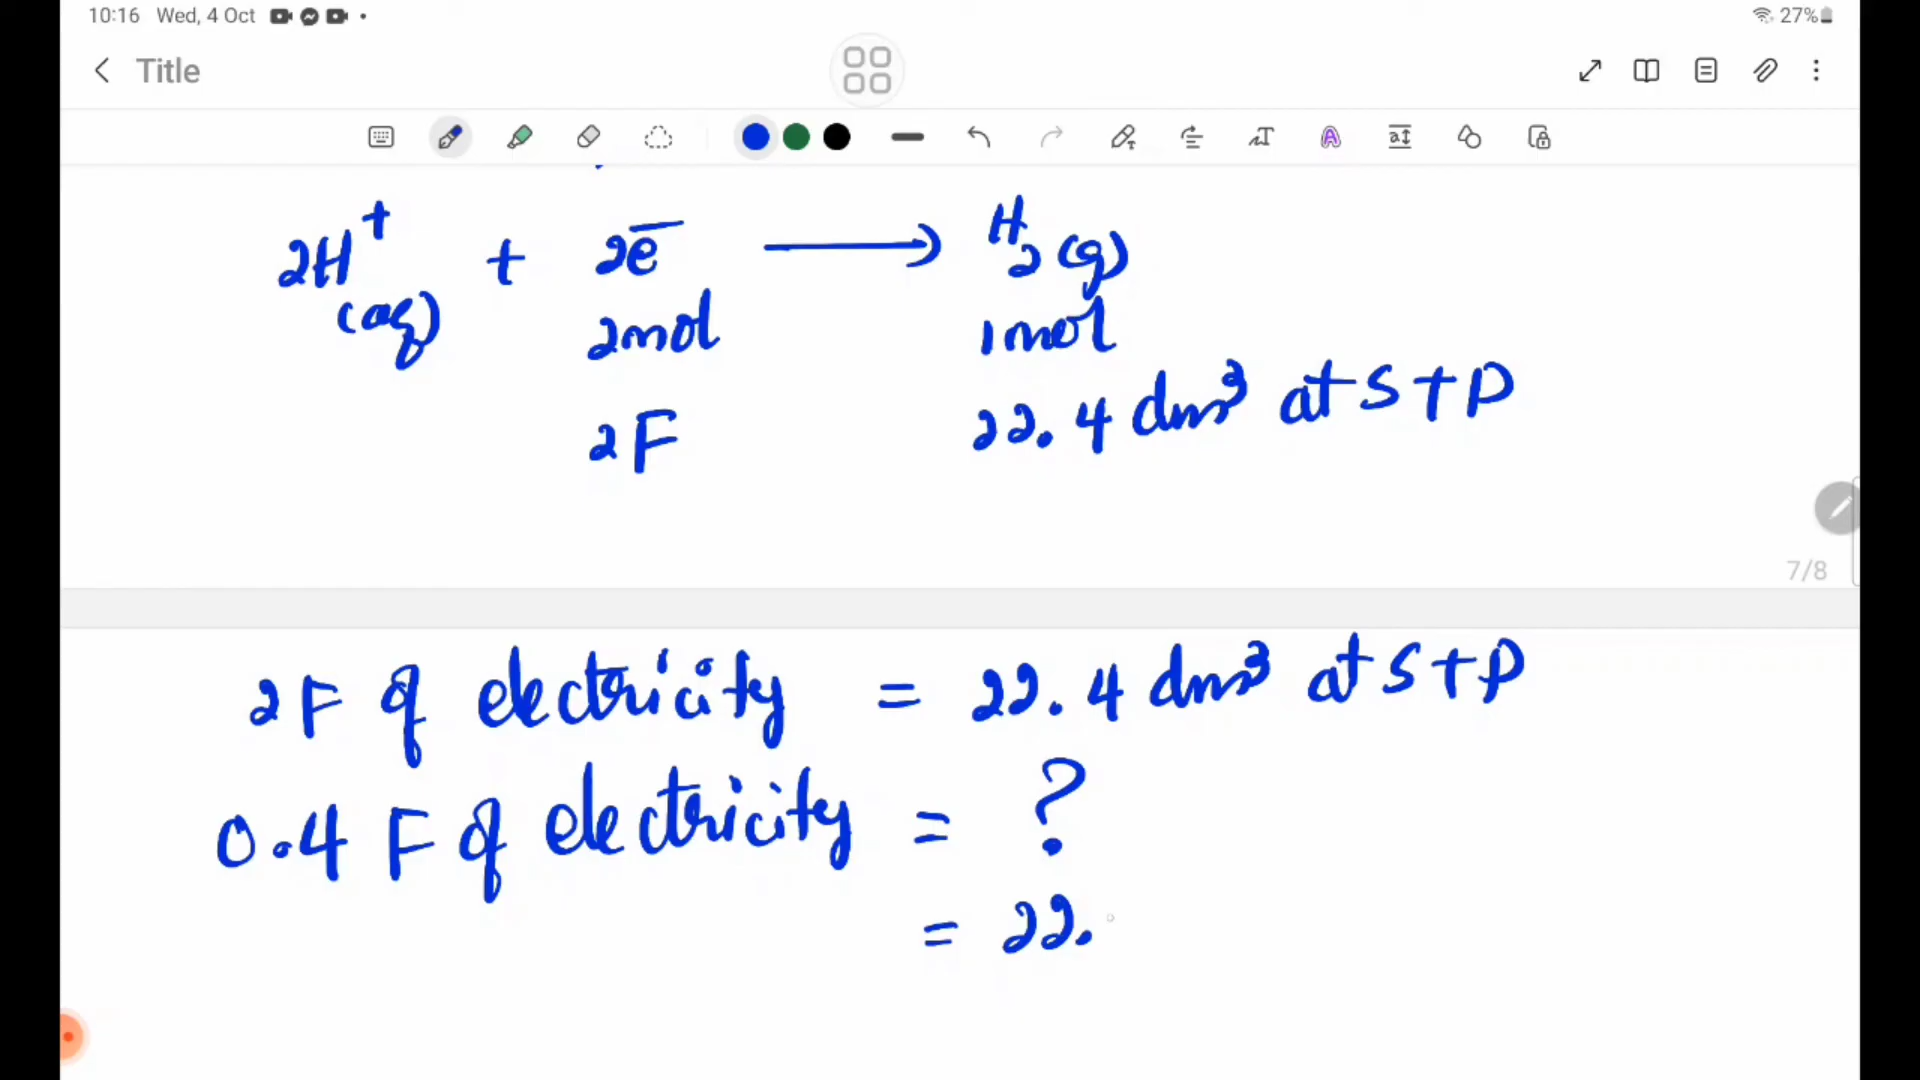 10:16 Wed, 4 Oct
27%
Title
2H⁺ + 2e⁻ ⟶ H₂(g)
(aq)
2mol 1mol
2F 22.4 dm³ at STP
7/8
2F of electricity = 22.4 dm³ at STP
0.4 F of electricity = ?
= 22.